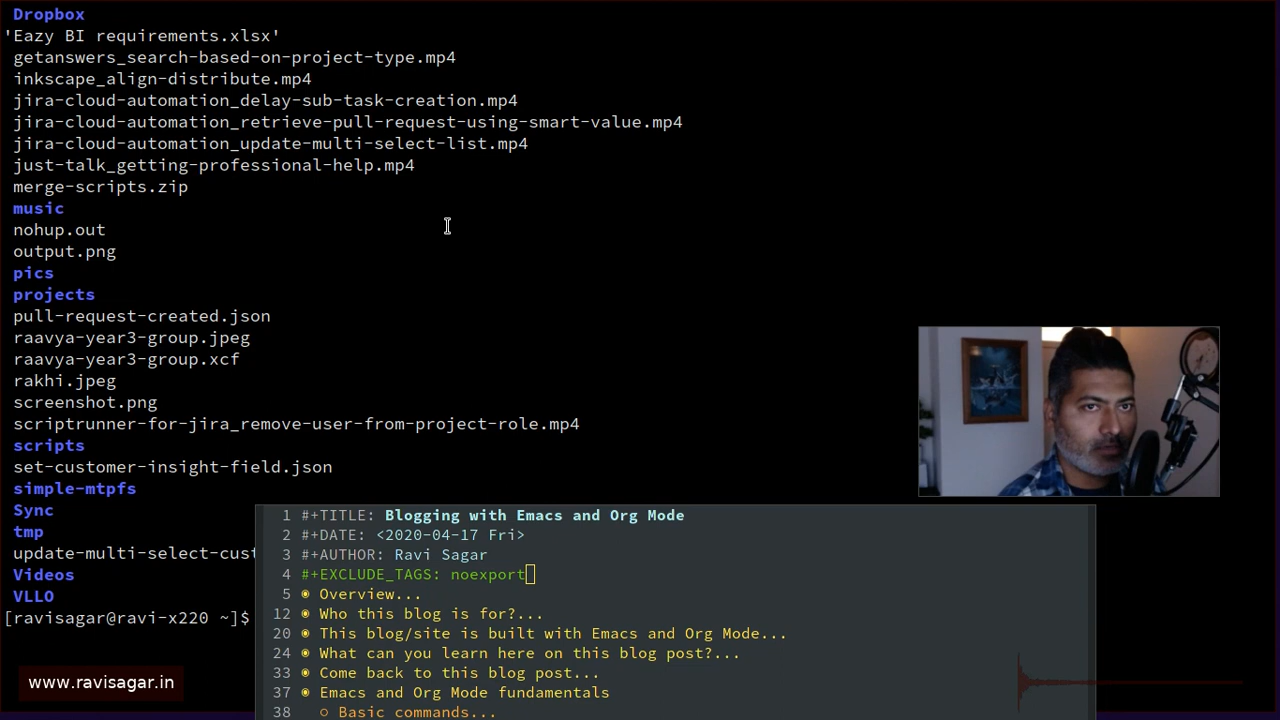 Dropbox
'Eazy BI requirements.xlsx'
getanswers_search-based-on-project-type.mp4
inkscape_align-distribute.mp4
jira-cloud-automation_delay-sub-task-creation.mp4
jira-cloud-automation_retrieve-pull-request-using-smart-value.mp4
jira-cloud-automation_update-multi-select-list.mp4
just-talk_getting-professional-help.mp4
merge-scripts.zip
music
nohup.out
output.png
pics
projects
pull-request-created.json
raavya-year3-group.jpeg
raavya-year3-group.xcf
rakhi.jpeg
screenshot.png
scriptrunner-for-jira_remove-user-from-project-role.mp4
scripts
set-customer-insight-field.json
simple-mtpfs
Sync
tmp
update-multi-select-cust
Videos
VLLO
[ravisagar@ravi-x220 ~]$
1 #+TITLE: Blogging with Emacs and Org Mode
2 #+DATE: <2020-04-17 Fri>
3 #+AUTHOR: Ravi Sagar
4 #+EXCLUDE_TAGS: noexport
5 ◉ Overview...
12 ◉ Who this blog is for?...
20 ◉ This blog/site is built with Emacs and Org Mode...
24 ◉ What can you learn here on this blog post?...
33 ◉ Come back to this blog post...
37 ◉ Emacs and Org Mode fundamentals
38 ○ Basic commands...
www.ravisagar.in